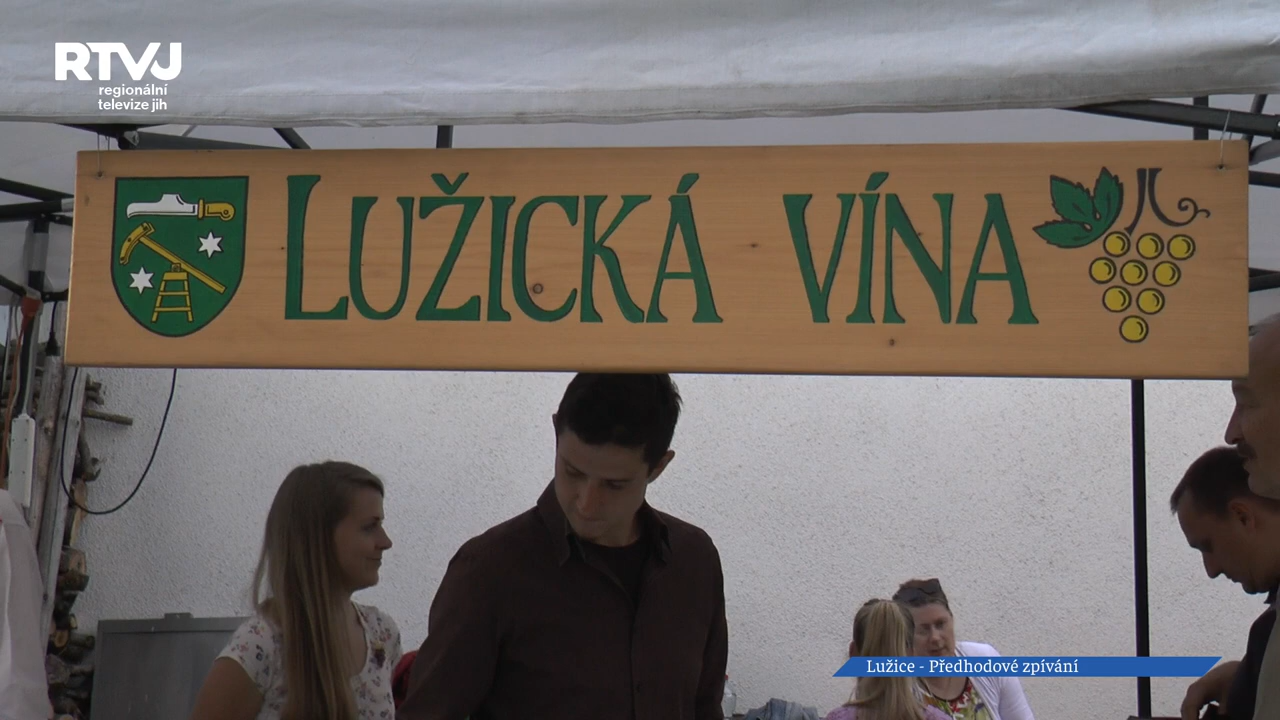 RTVJ
regionální
televize jih
LUŽICKÁ VÍNA
Lužice - Předhodové zpívání